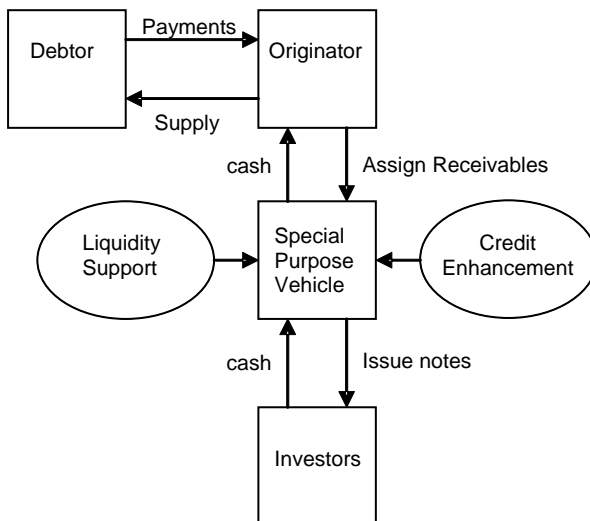 Payments
Debtor
Originator
Supply
cash
Assign Receivables
Liquidity
Support
Special
Purpose
Vehicle
Credit
Enhancement
cash
Issue notes
Investors